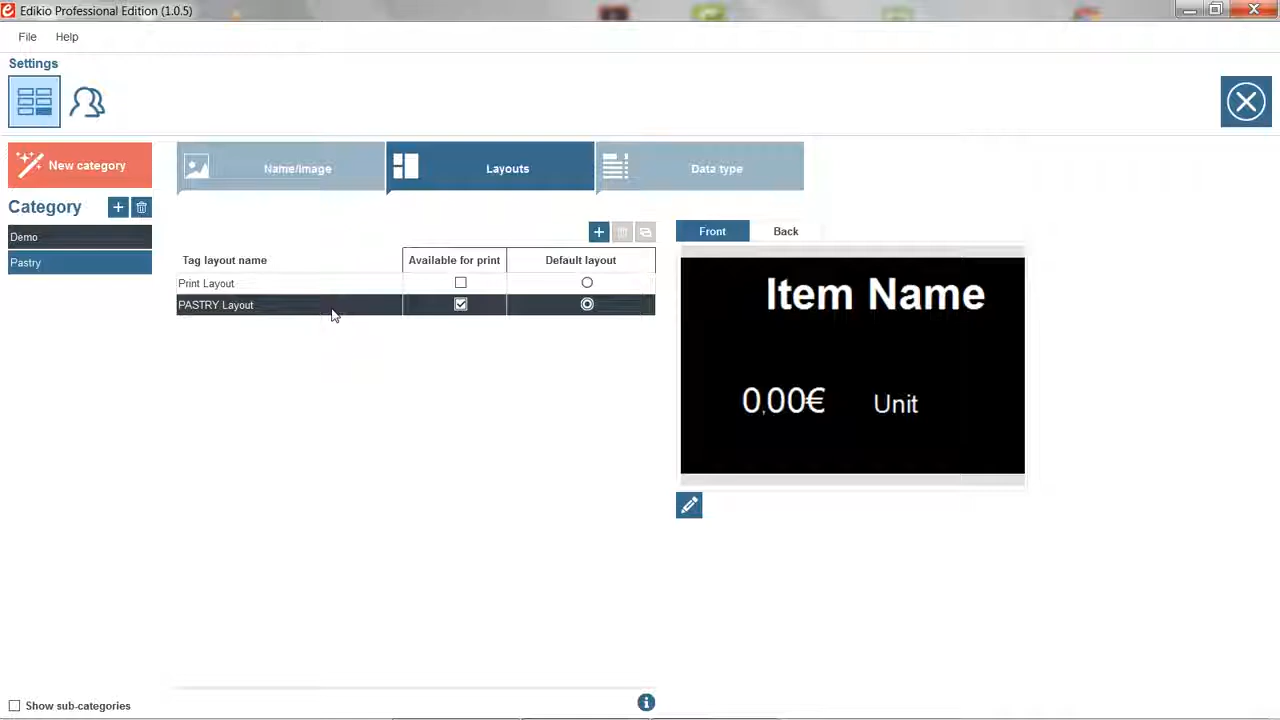 Edikio Professional Edition (1.0.5)
File Help
Settings
New category
Name/Image Layouts Data type
Category
Front Back
Demo
Tag layout name Available for print Default layout
Pastry
Print Layout
PASTRY Layout
Item Name
0,00€ Unit
Show sub-categories